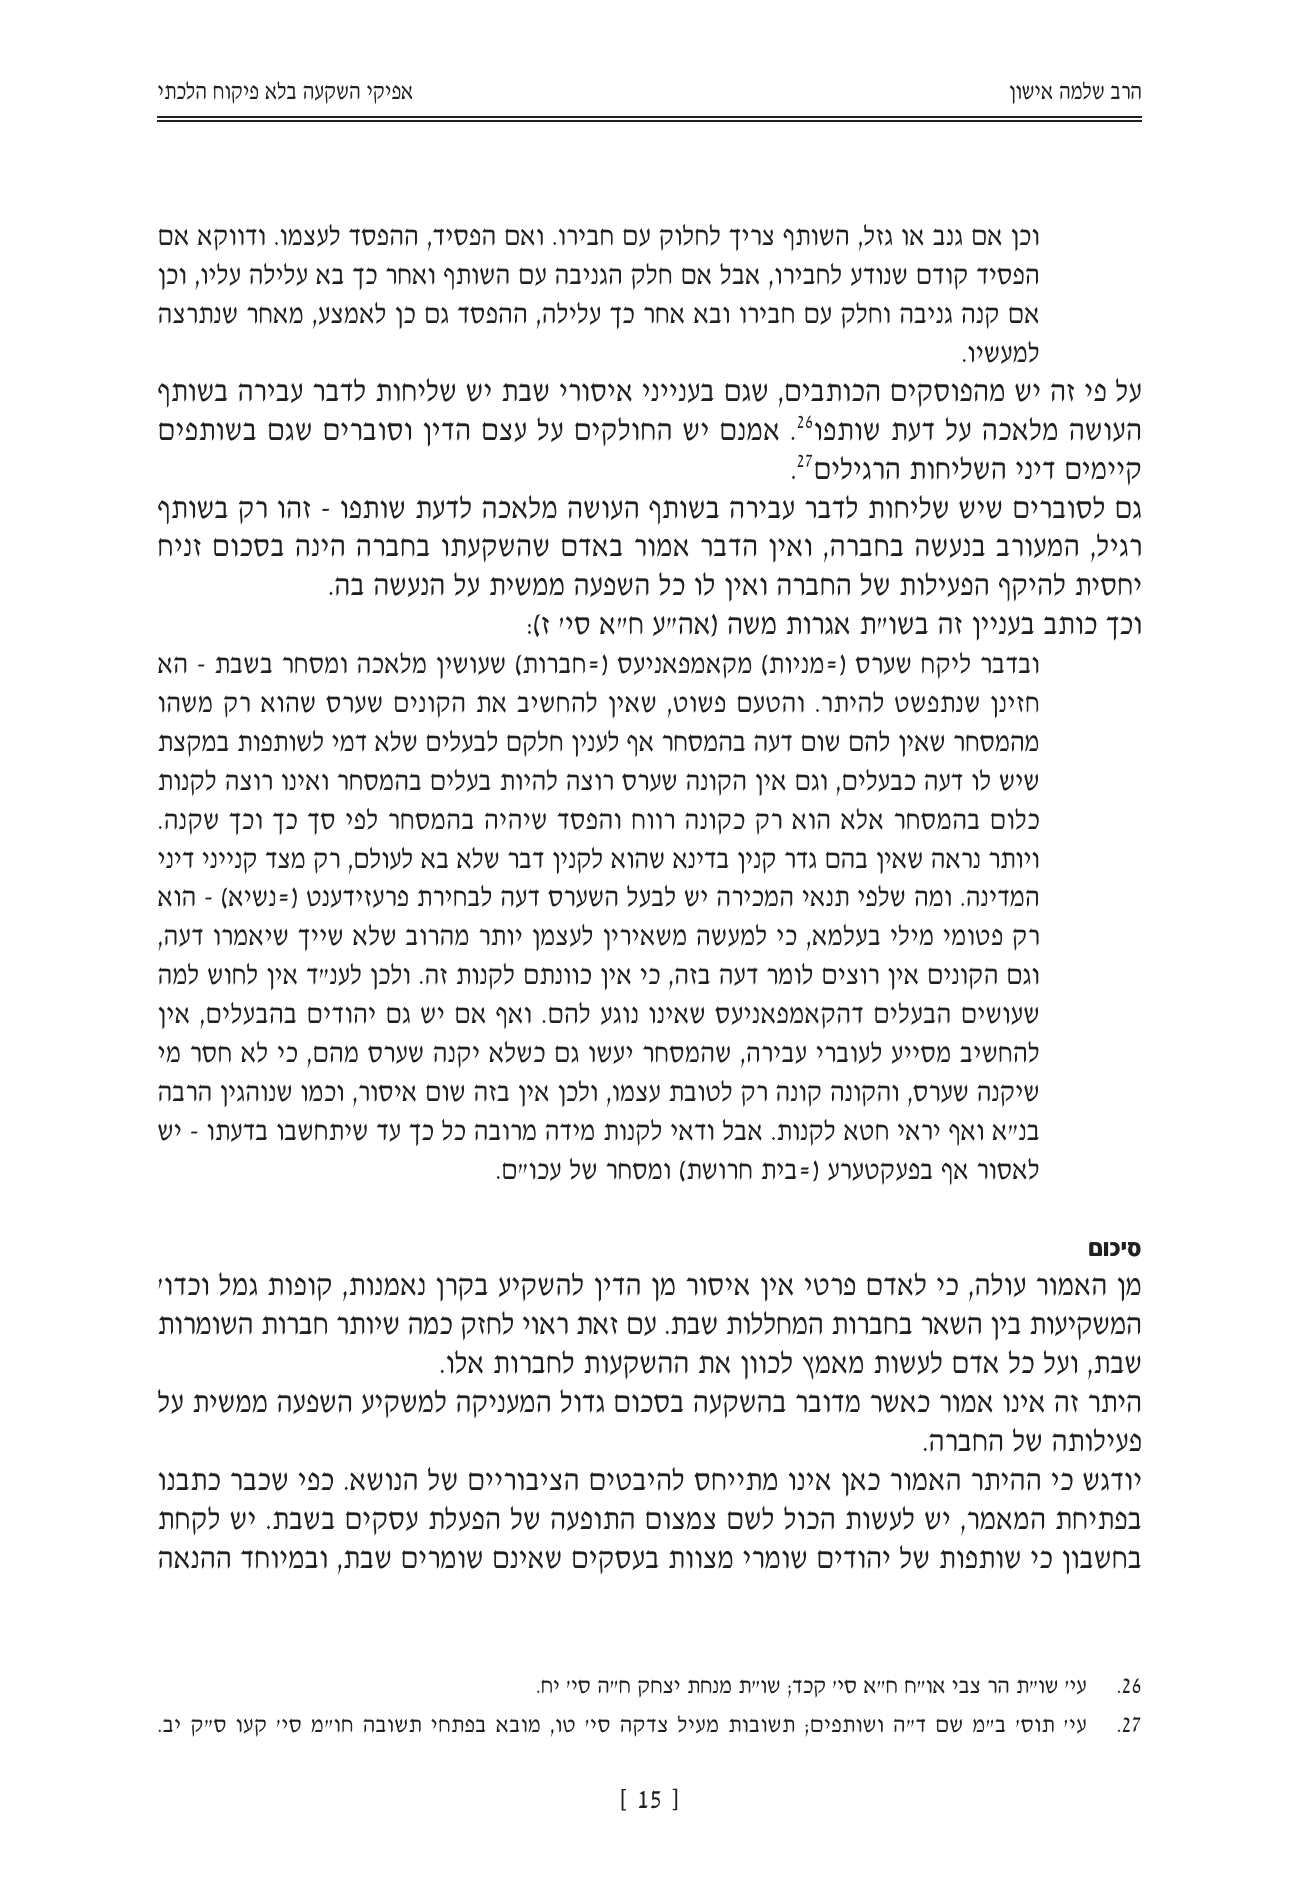 הרב שלמה אישון
אפיקי השקעה בלא פיקוח הלכתי
וכן אם גנב או גזל, השותף צריך לחלוק עם חבירו. ואם הפסיד, ההפסד לעצמו. ודווקא אם
הפסיד קודם שנודע לחבירו, אבל אם חלק הגניבה עם השותף ואחר כך בא עלילה עליו, וכן
אם קנה גניבה וחלק עם חבירו ובא אחר כך עלילה, ההפסד גם כן לאמצע, מאחר שנתרצה
למעשיו.
על פי זה יש מהפוסקים הכותבים, שגם בענייני איסורי שבת יש שליחות לדבר עבירה בשותף
העושה מלאכה על דעת שותפו26. אמנם יש החולקים על עצם הדין וסוברים שגם בשותפים
קיימים דיני השליחות הרגילים27.
גם לסוברים שיש שליחות לדבר עבירה בשותף העושה מלאכה לדעת שותפו - זהו רק בשותף
רגיל, המעורב בנעשה בחברה, ואין הדבר אמור באדם שהשקעתו בחברה הינה בסכום זניח
יחסית להיקף הפעילות של החברה ואין לו כל השפעה ממשית על הנעשה בה.
וכך כותב בעניין זה בשו״ת אגרות משה (אה״ע ח״א סי׳ ז):
ובדבר ליקח שערס (=מניות) מקאמפאניעס (=חברות) שעושין מלאכה ומסחר בשבת - הא
חזינן שנתפשט להיתר. והטעם פשוט, שאין להחשיב את הקונים שערס שהוא רק משהו
מהמסחר שאין להם שום דעה בהמסחר אף לענין חלקם לבעלים שלא דמי לשותפות במקצת
שיש לו דעה כבעלים, וגם אין הקונה שערס רוצה להיות בעלים בהמסחר ואינו רוצה לקנות
כלום בהמסחר אלא הוא רק כקונה רווח והפסד שיהיה בהמסחר לפי סך כך וכך שקנה.
ויותר נראה שאין בהם גדר קנין בדינא שהוא לקנין דבר שלא בא לעולם, רק מצד קנייני דיני
המדינה. ומה שלפי תנאי המכירה יש לבעל השערס דעה לבחירת פרעזידענט (=נשיא) - הוא
רק פטומי מילי בעלמא, כי למעשה משאירין לעצמן יותר מהרוב שלא שייך שיאמרו דעה,
וגם הקונים אין רוצים לומר דעה בזה, כי אין כוונתם לקנות זה. ולכן לענ״ד אין לחוש למה
שעושים הבעלים דהקאמפאניעס שאינו נוגע להם. ואף אם יש גם יהודים בהבעלים, אין
להחשיב מסייע לעוברי עבירה, שהמסחר יעשו גם כשלא יקנה שערס מהם, כי לא חסר מי
שיקנה שערס, והקונה קונה רק לטובת עצמו, ולכן אין בזה שום איסור, וכמו שנוהגין הרבה
בנ״א ואף יראי חטא לקנות. אבל ודאי לקנות מידה מרובה כל כך עד שיתחשבו בדעתו - יש
לאסור אף בפעקטערע (=בית חרושת) ומסחר של עכו״ם.
סיכום
מן האמור עולה, כי לאדם פרטי אין איסור מן הדין להשקיע בקרן נאמנות, קופות גמל וכדו׳
המשקיעות בין השאר בחברות המחללות שבת. עם זאת ראוי לחזק כמה שיותר חברות השומרות
שבת, ועל כל אדם לעשות מאמץ לכוון את ההשקעות לחברות אלו.
היתר זה אינו אמור כאשר מדובר בהשקעה בסכום גדול המעניקה למשקיע השפעה ממשית על
פעילותה של החברה.
יודגש כי ההיתר האמור כאן אינו מתייחס להיבטים הציבוריים של הנושא. כפי שכבר כתבנו
בפתיחת המאמר, יש לעשות הכול לשם צמצום התופעה של הפעלת עסקים בשבת. יש לקחת
בחשבון כי שותפות של יהודים שומרי מצוות בעסקים שאינם שומרים שבת, ובמיוחד ההנאה
26. עי׳ שו״ת הר צבי או״ח ח״א סי׳ קכד; שו״ת מנחת יצחק ח״ה סי׳ יח.
27. עי׳ תוס׳ ב״מ שם ד״ה ושותפים; תשובות מעיל צדקה סי׳ טו, מובא בפתחי תשובה חו״מ סי׳ קעו ס״ק יב.
[ 15 ]